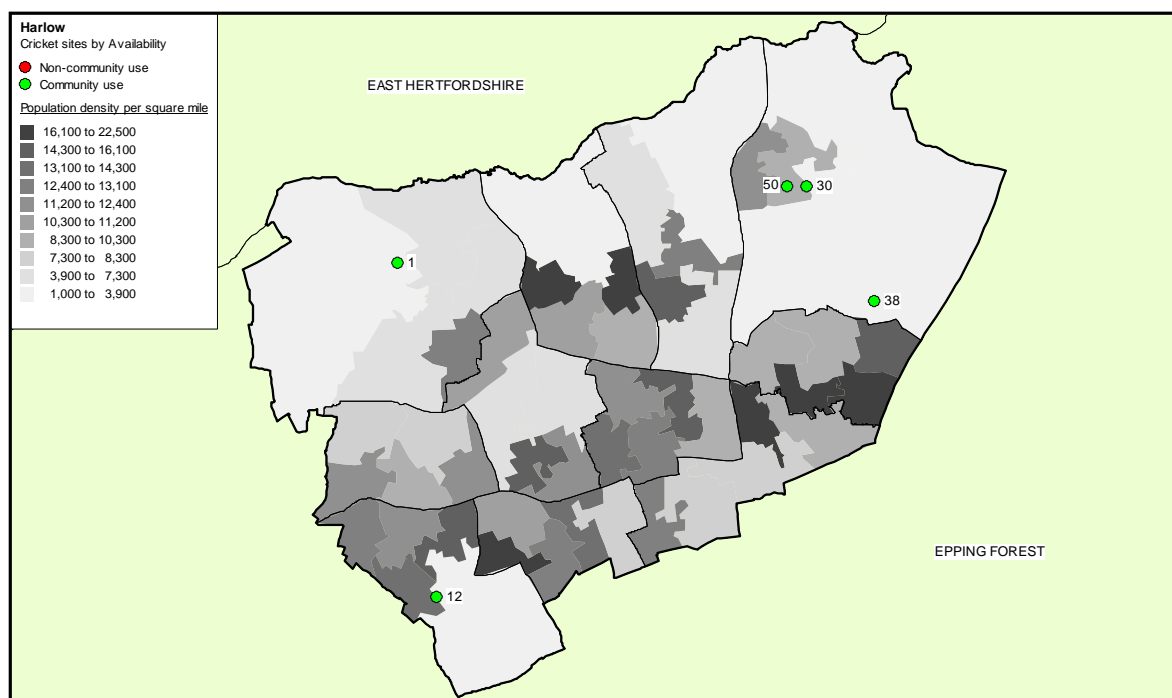 Harlow
Cricket sites by Availability
Non-community use
Community use
Population density per square mile
16,100 to 22,500
14,300 to 16,100
13,100 to 14,300
12,400 to 13,100
11,200 to 12,400
10,300 to 11,200
8,300 to 10,300
7,300 to 8,300
3,900 to 7,300
1,000 to 3,900
EAST HERTFORDSHIRE
50
30
1
38
EPPING FOREST
12